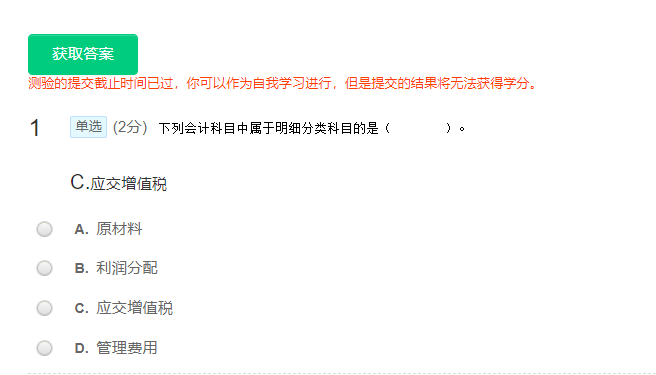 获取答案
测验的提交截止时间已过，你可以作为自我学习进行，但是提交的结果将无法获得学分。
1 单选 (2分) 下列会计科目中属于明细分类科目的是（ ）。
C.应交增值税
A. 原材料
B. 利润分配
C. 应交增值税
D. 管理费用